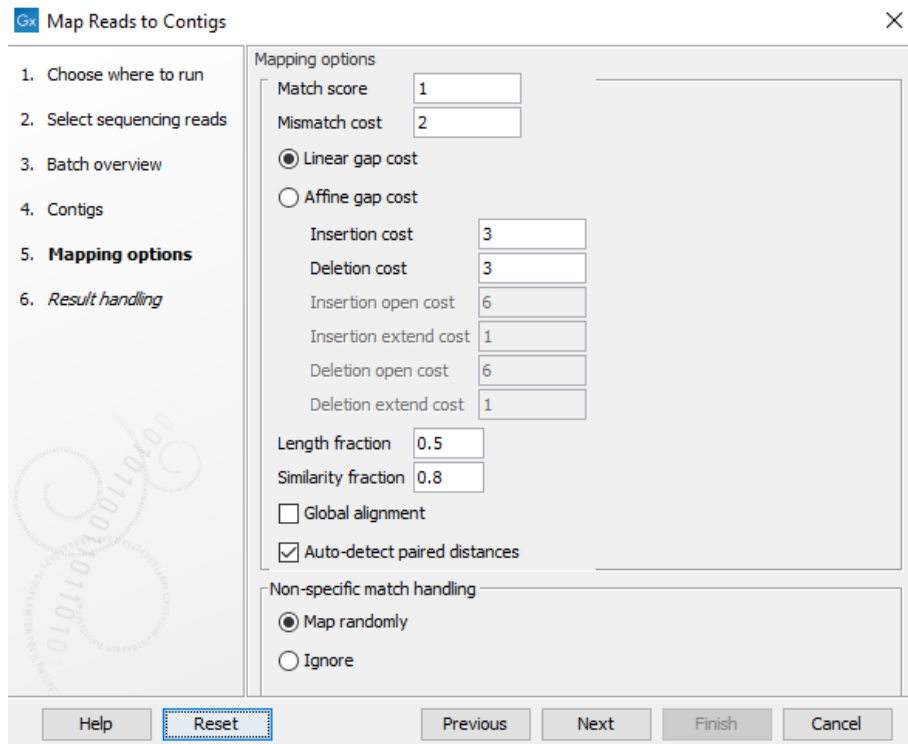 Gx Map Reads to Contigs
1. Choose where to run
2. Select sequencing reads
3. Batch overview
4. Contigs
5. Mapping options
6. Result handling
Mapping options
Match score 1
Mismatch cost 2
Linear gap cost
Affine gap cost
Insertion cost 3
Deletion cost 3
Insertion open cost 6
Insertion extend cost 1
Deletion open cost 6
Deletion extend cost 1
Length fraction 0.5
Similarity fraction 0.8
Global alignment
Auto-detect paired distances
Non-specific match handling
Map randomly
Ignore
Help Reset Previous Next Finish Cancel